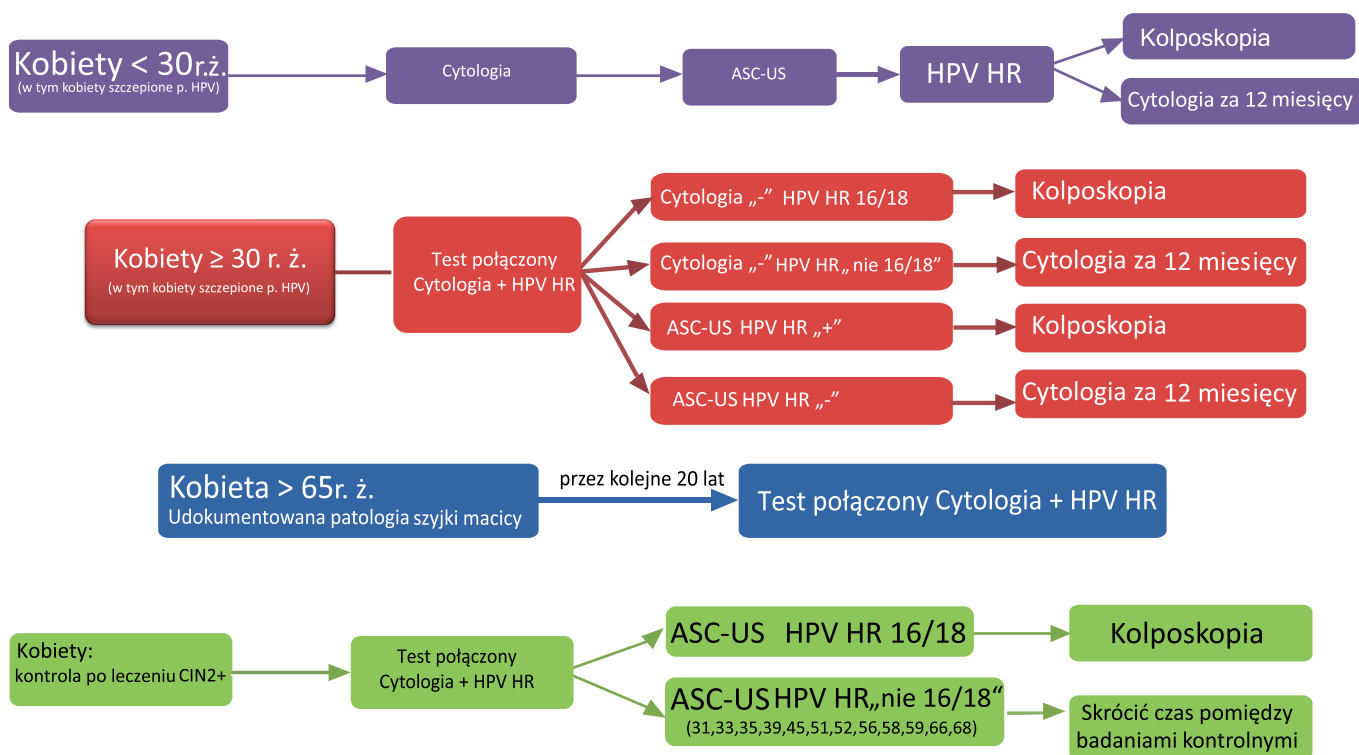 Kobiety < 30r.ż.
(w tym kobiety szczepione p. HPV)
Cytologia
ASC-US
HPV HR
Kolposkopia
Cytologia za 12 miesięcy
Kobiety ≥ 30 r. ż.
(w tym kobiety szczepione p. HPV)
Test połączony
Cytologia + HPV HR
Cytologia „-” HPV HR 16/18
Kolposkopia
Cytologia „-” HPV HR „nie 16/18”
Cytologia za 12 miesięcy
ASC-US HPV HR „+”
Kolposkopia
ASC-US HPV HR „-”
Cytologia za 12 miesięcy
Kobieta > 65r. ż.
Udokumentowana patologia szyjki macicy
przez kolejne 20 lat
Test połączony Cytologia + HPV HR
Kobiety:
kontrola po leczeniu CIN2+
Test połączony
Cytologia + HPV HR
ASC-US HPV HR 16/18
Kolposkopia
ASC-US HPV HR „nie 16/18“
(31,33,35,39,45,51,52,56,58,59,66,68)
Skrócić czas pomiędzy
badaniami kontrolnymi